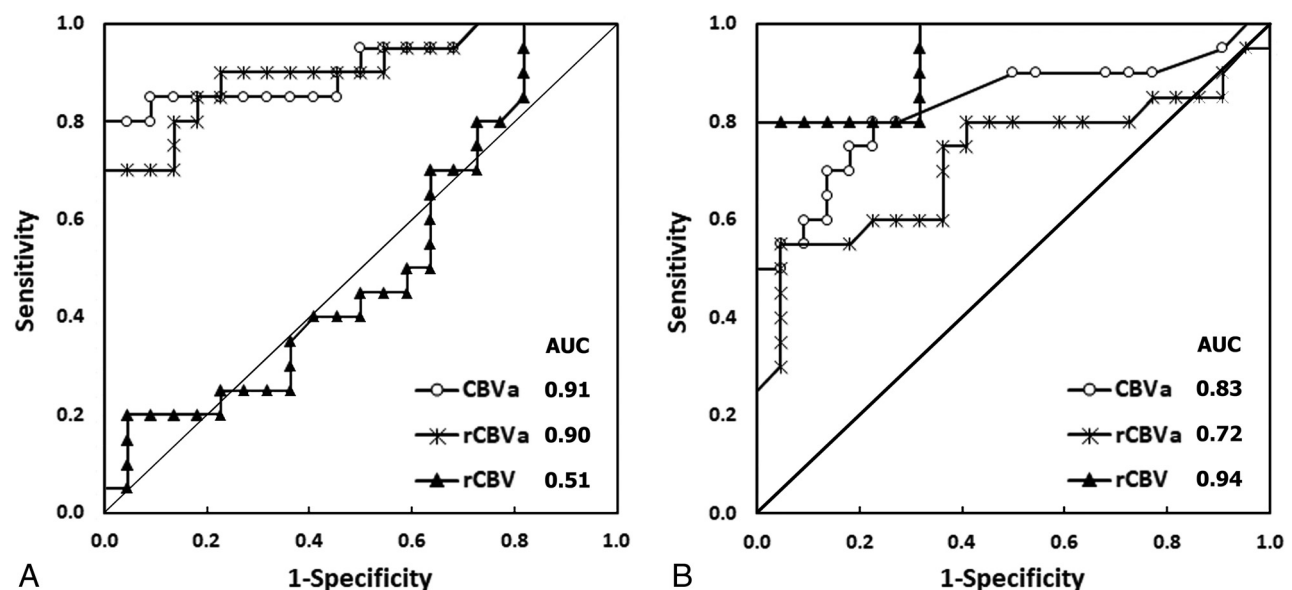 1.0
0.8
0.6
0.4
0.2
0.0
Sensitivity
0.0 0.2 0.4 0.6 0.8 1.0
1-Specificity
AUC
CBVa 0.91
rCBVa 0.90
rCBV 0.51
A
1.0
0.8
0.6
0.4
0.2
0.0
Sensitivity
0.0 0.2 0.4 0.6 0.8 1.0
1-Specificity
AUC
CBVa 0.83
rCBVa 0.72
rCBV 0.94
B